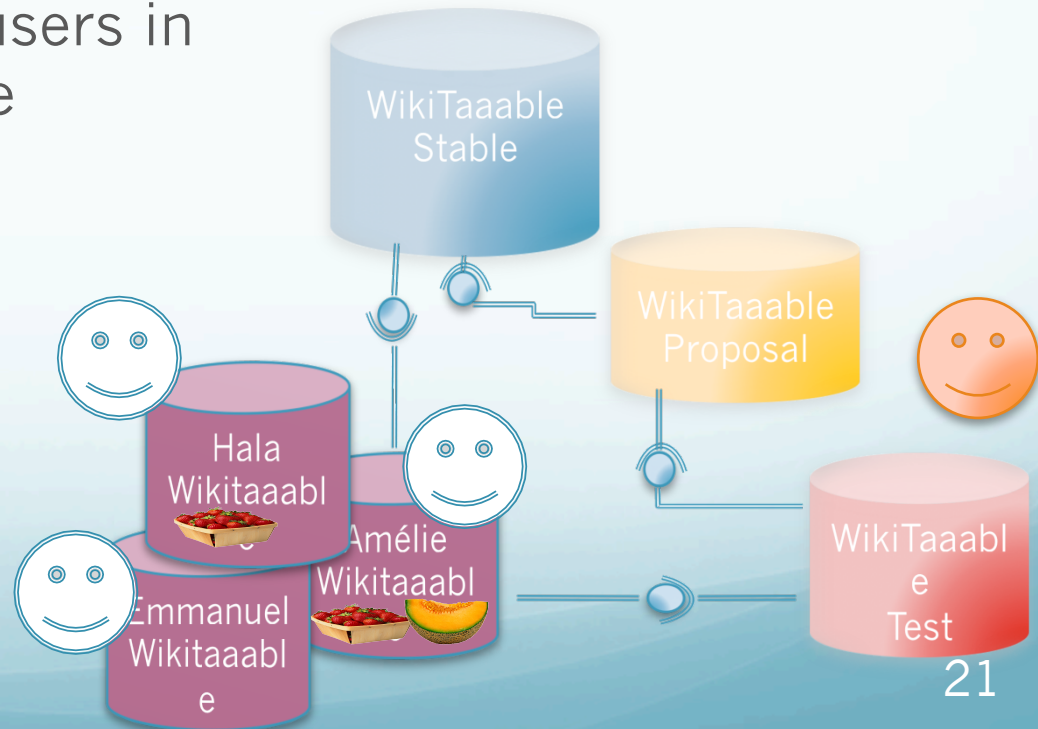 users in
e
WikiTaaable
Stable
WikiTaaable
Proposal
Hala
Wikitaaabl
Amélie
Wikitaaabl
Emmanuel
Wikitaaabl
e
WikiTaaabl
e
Test
21